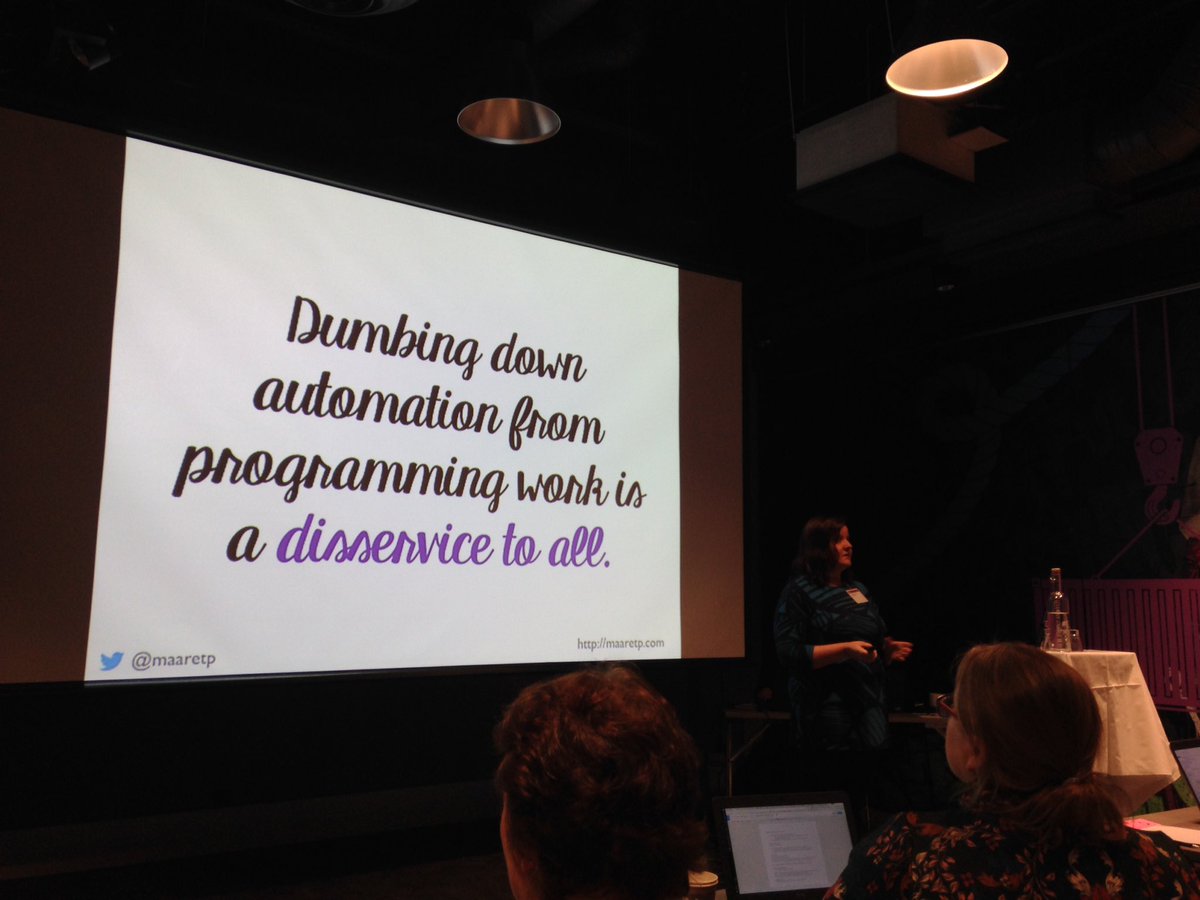 Dumbing down
automation from
programming work is
a disservice to all.
@maaretp
http://maaretp.com